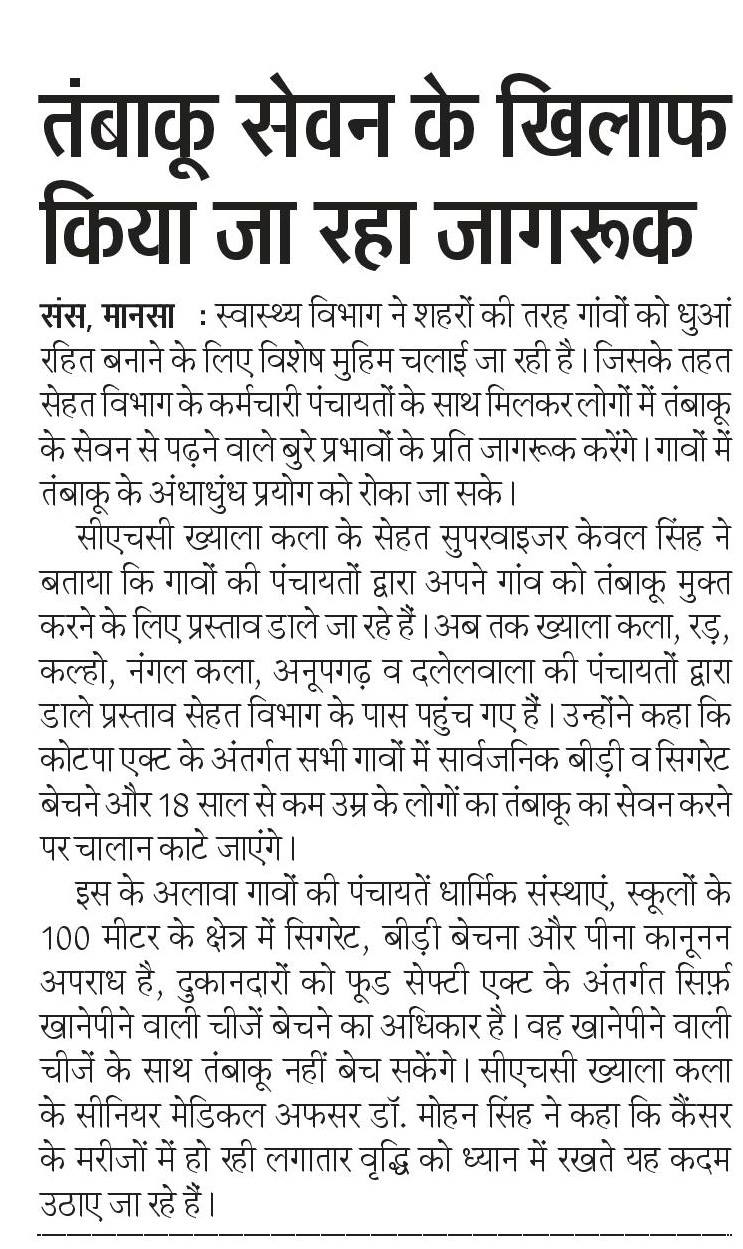 तंबाकू सेवन के खिलाफ
किया जा रहा जागरूक
संस, मानसा : स्वास्थ्य विभाग ने शहरों की तरह गांवों को धुआं
रहित बनाने के लिए विशेष मुहिम चलाई जा रही है। जिसके तहत
सेहत विभाग के कर्मचारी पंचायतों के साथ मिलकर लोगों में तंबाकू
के सेवन से पढ़ने वाले बुरे प्रभावों के प्रति जागरूक करेंगे। गावों में
तंबाकू के अंधाधुंध प्रयोग को रोका जा सके।
सीएचसी ख्याला कला के सेहत सुपरवाइजर केवल सिंह ने
बताया कि गावों की पंचायतों द्वारा अपने गांव को तंबाकू मुक्त
करने के लिए प्रस्ताव डाले जा रहे हैं। अब तक ख्याला कला, रड़,
कल्हो, नंगल कला, अनूपगढ़ व दलेलवाला की पंचायतों द्वारा
डाले प्रस्ताव सेहत विभाग के पास पहुंच गए हैं। उन्होंने कहा कि
कोटपा एक्ट के अंतर्गत सभी गावों में सार्वजनिक बीड़ी व सिगरेट
बेचने और 18 साल से कम उम्र के लोगों का तंबाकू का सेवन करने
पर चालान काटे जाएंगे।
इस के अलावा गावों की पंचायतें धार्मिक संस्थाएं, स्कूलों के
100 मीटर के क्षेत्र में सिगरेट, बीड़ी बेचना और पीना कानूनन
अपराध है, दुकानदारों को फूड सेफ्टी एक्ट के अंतर्गत सिर्फ़
खानेपीने वाली चीजें बेचने का अधिकार है। वह खानेपीने वाली
चीजें के साथ तंबाकू नहीं बेच सकेंगे। सीएचसी ख्याला कला
के सीनियर मेडिकल अफसर डॉ. मोहन सिंह ने कहा कि कैंसर
के मरीजों में हो रही लगातार वृद्धि को ध्यान में रखते यह कदम
उठाए जा रहे हैं।